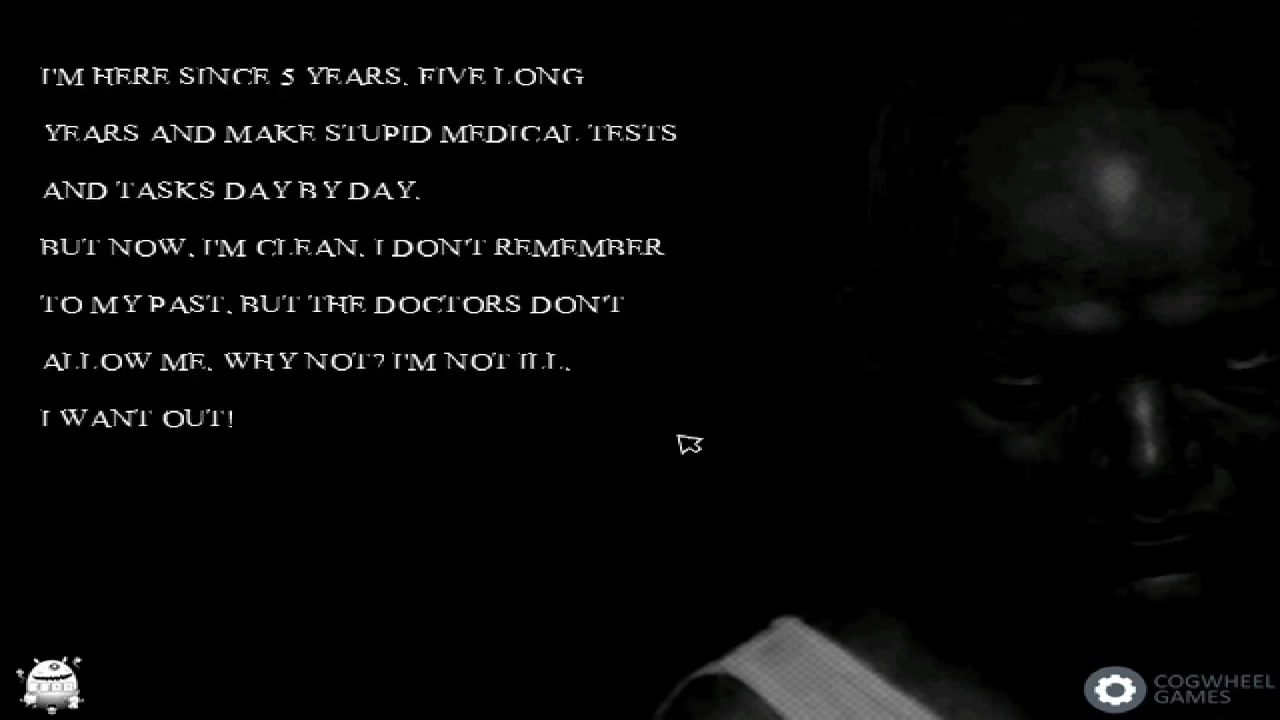 I'M HERE SINCE 5 YEARS. FIVE LONG
YEARS AND MAKE STUPID MEDICAL TESTS
AND TASKS DAY BY DAY.
BUT NOW, I'M CLEAN. I DON'T REMEMBER
TO MY PAST, BUT THE DOCTORS DON'T
ALLOW ME. WHY NOT? I'M NOT ILL.
I WANT OUT!
COGWHEEL
GAMES